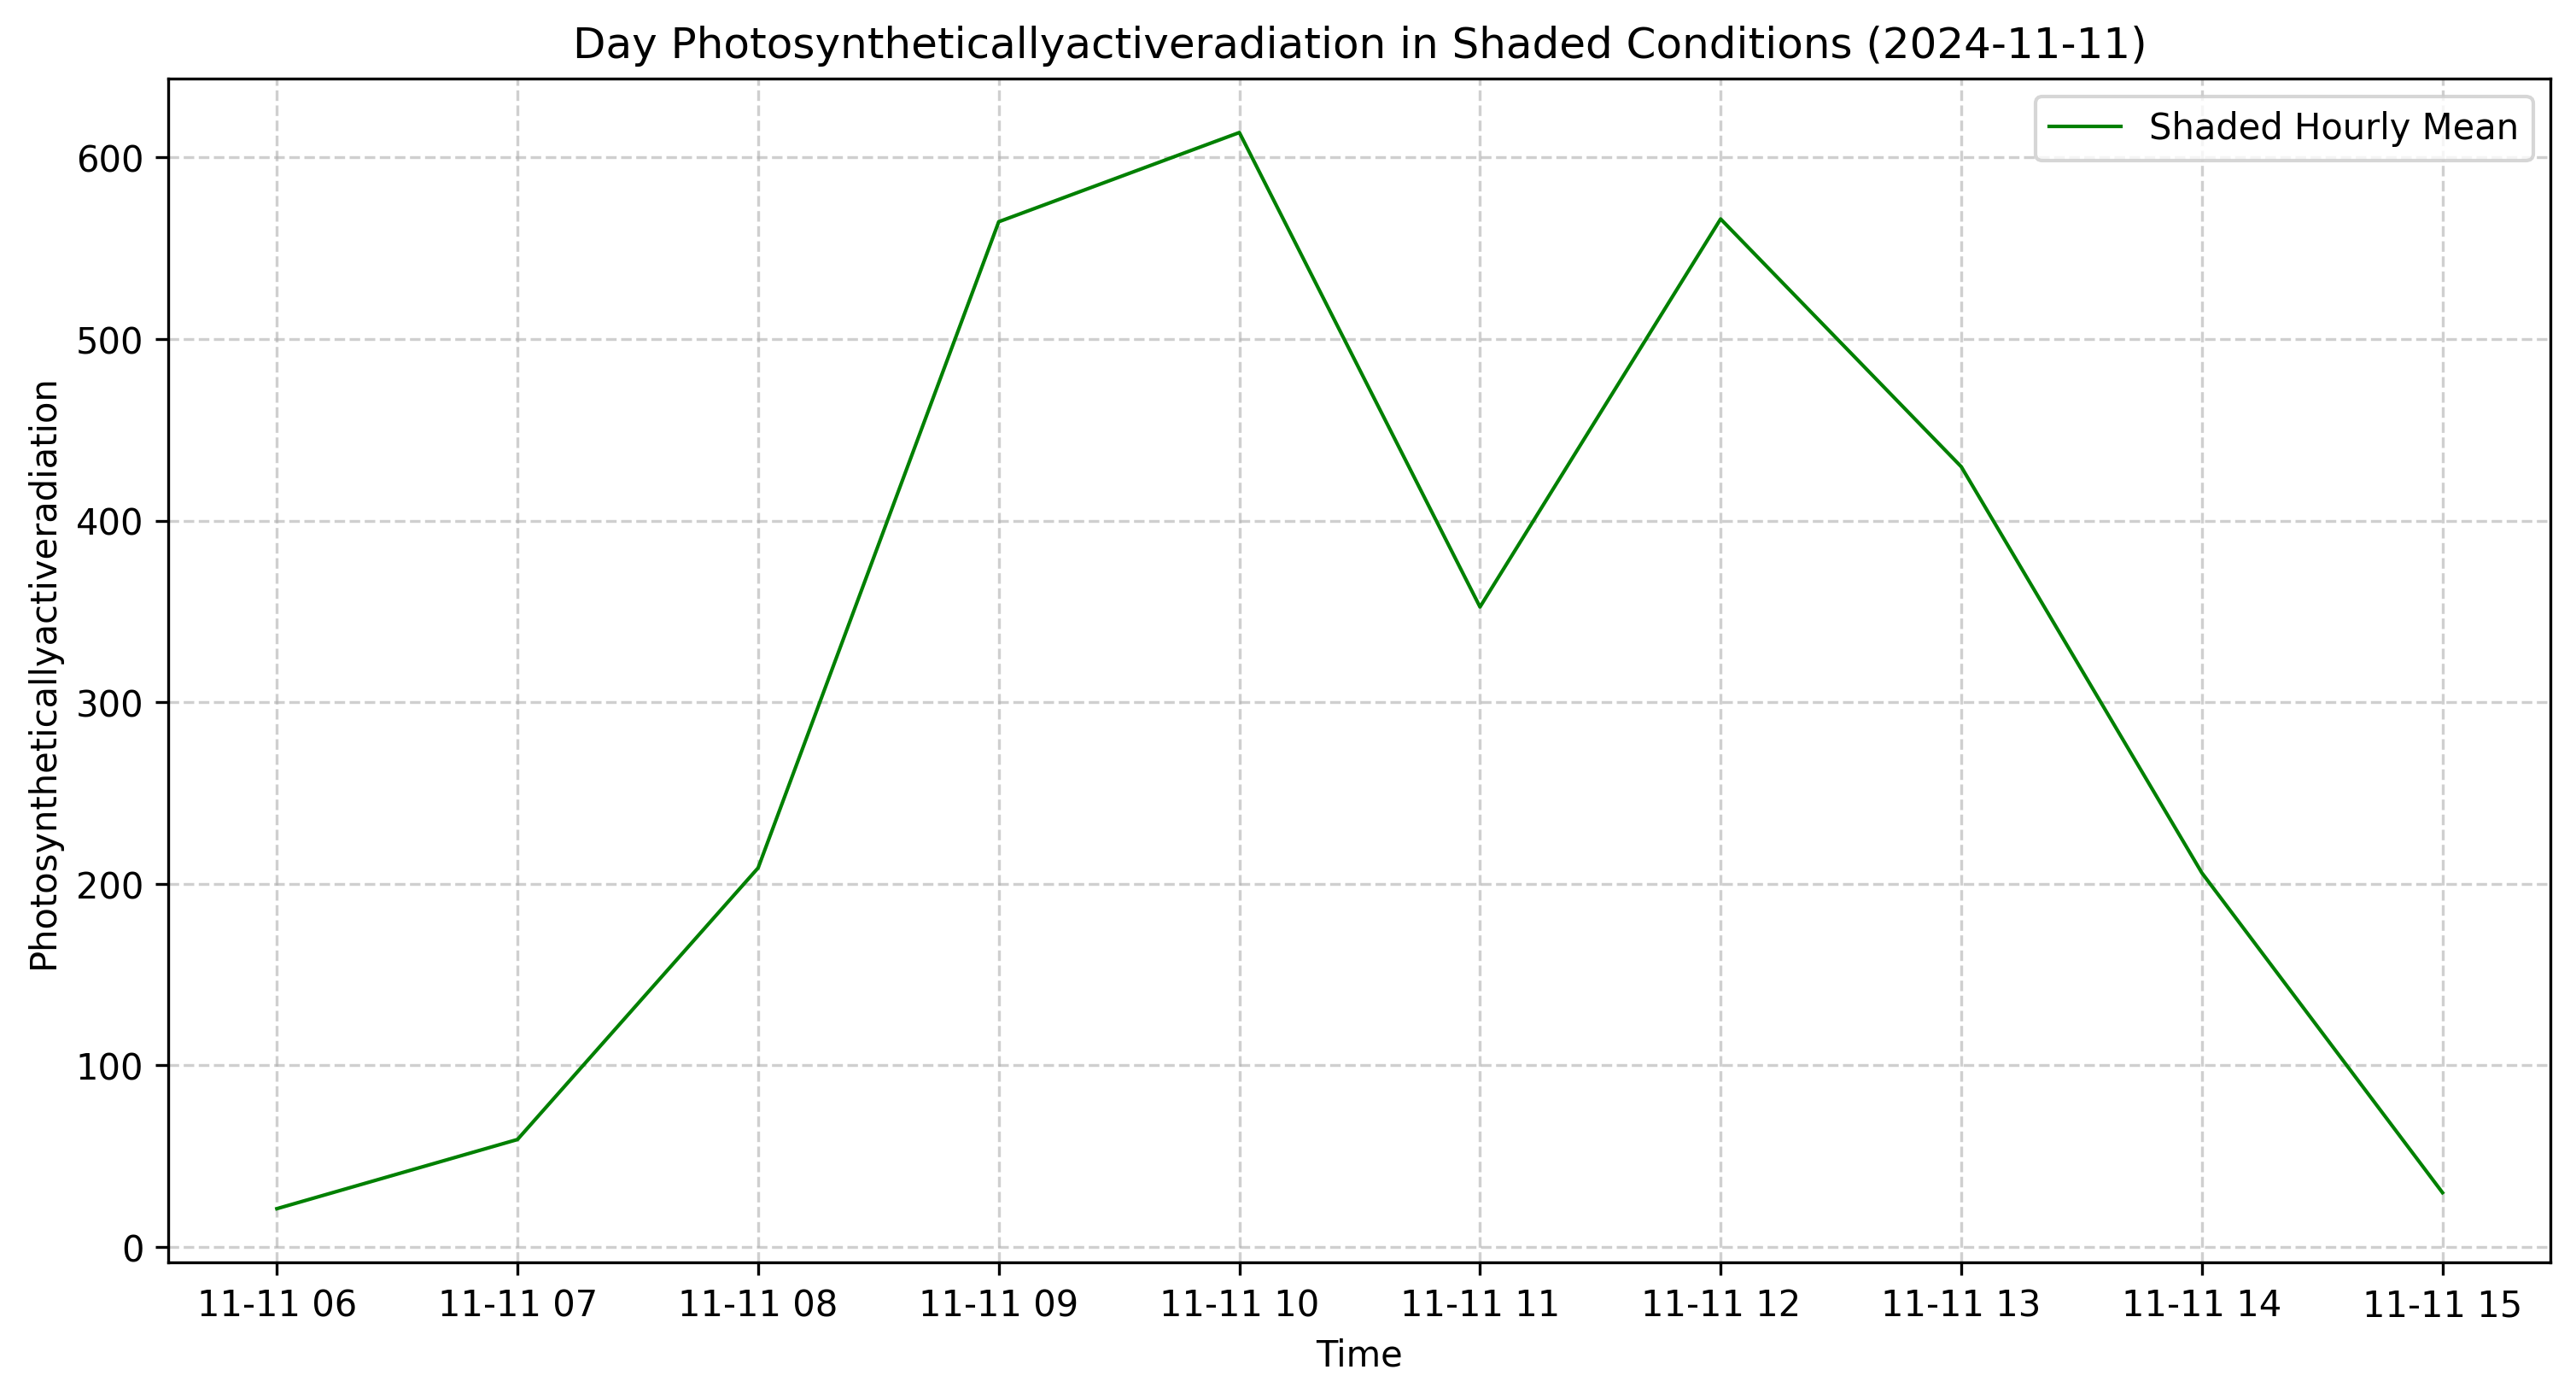 Day Photosyntheticallyactiveradiation in Shaded Conditions (2024-11-11)
Shaded Hourly Mean
Photosyntheticallyactiveradiation
600
500
400
300
200
100
0
11-11 06 11-11 07 11-11 08 11-11 09 11-11 10 11-11 11 11-11 12 11-11 13 11-11 14 11-11 15
Time